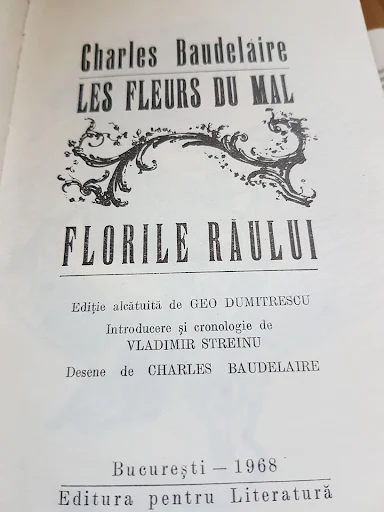 Charles Baudelaire
LES FLEURS DU MAL
FLORILE RĂULUI
Ediție alcătuită de GEO DUMITRESCU
Introducere și cronologie de
VLADIMIR STREINU
Desene de CHARLES BAUDELAIRE
București — 1968
Editura pentru Literatură